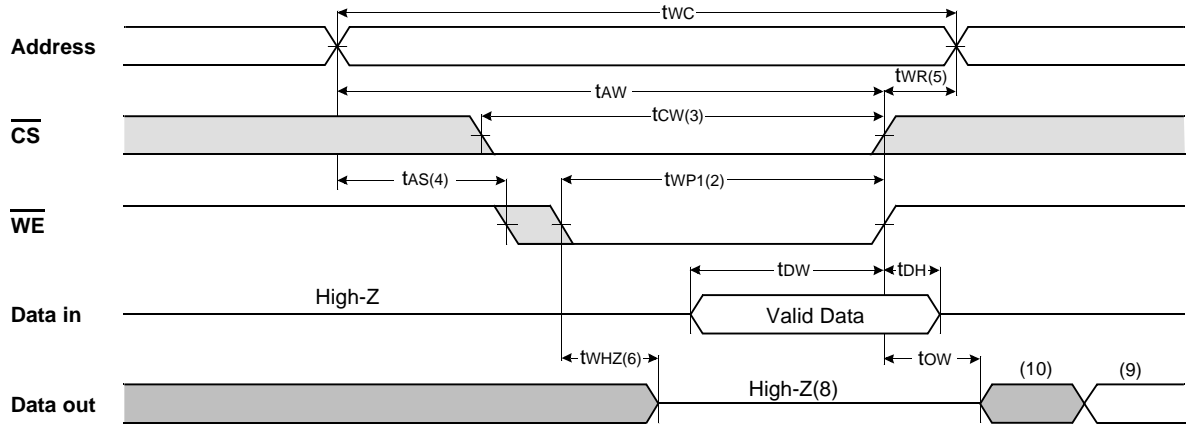 tWC
Address
tWR(5)
tAW
tCW(3)
CS
tAS(4)
tWP1(2)
WE
tDW
tDH
High-Z
Data in
Valid Data
tWHZ(6)
tOW
(10)
(9)
High-Z(8)
Data out